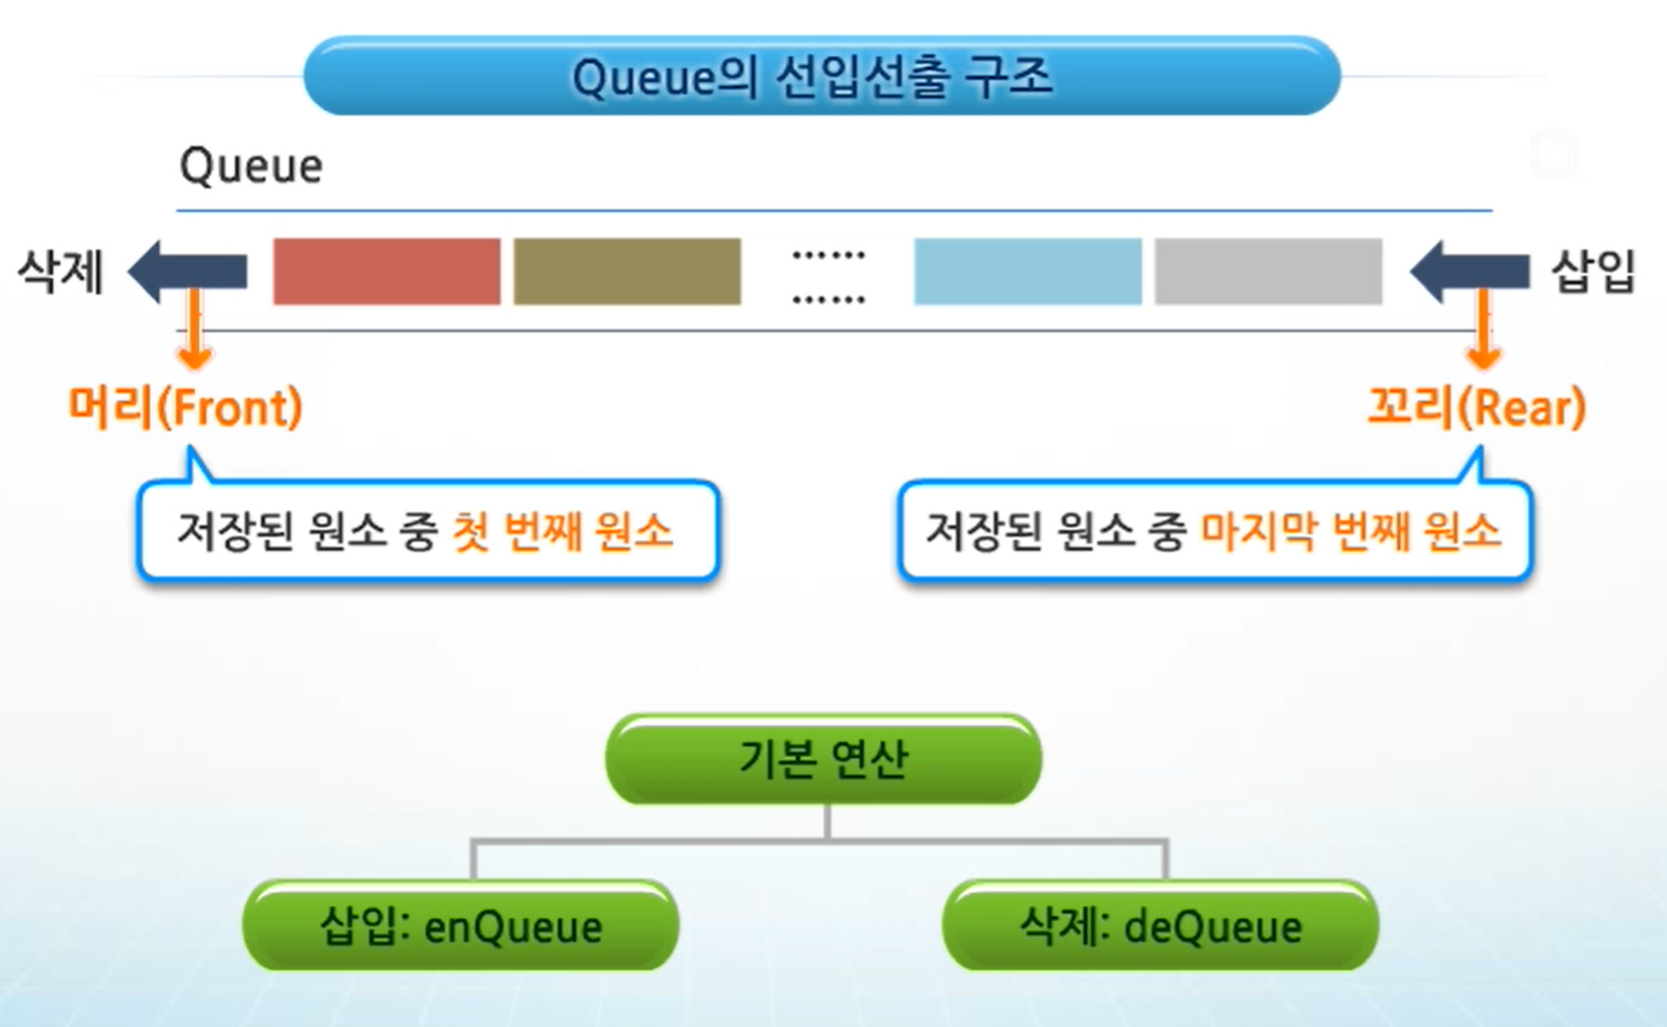 Queue의 선입선출 구조
Queue
삭제
......
......
삽입
머리(Front)
꼬리(Rear)
저장된 원소 중 첫 번째 원소
저장된 원소 중 마지막 번째 원소
기본 연산
삽입: enQueue
삭제: deQueue